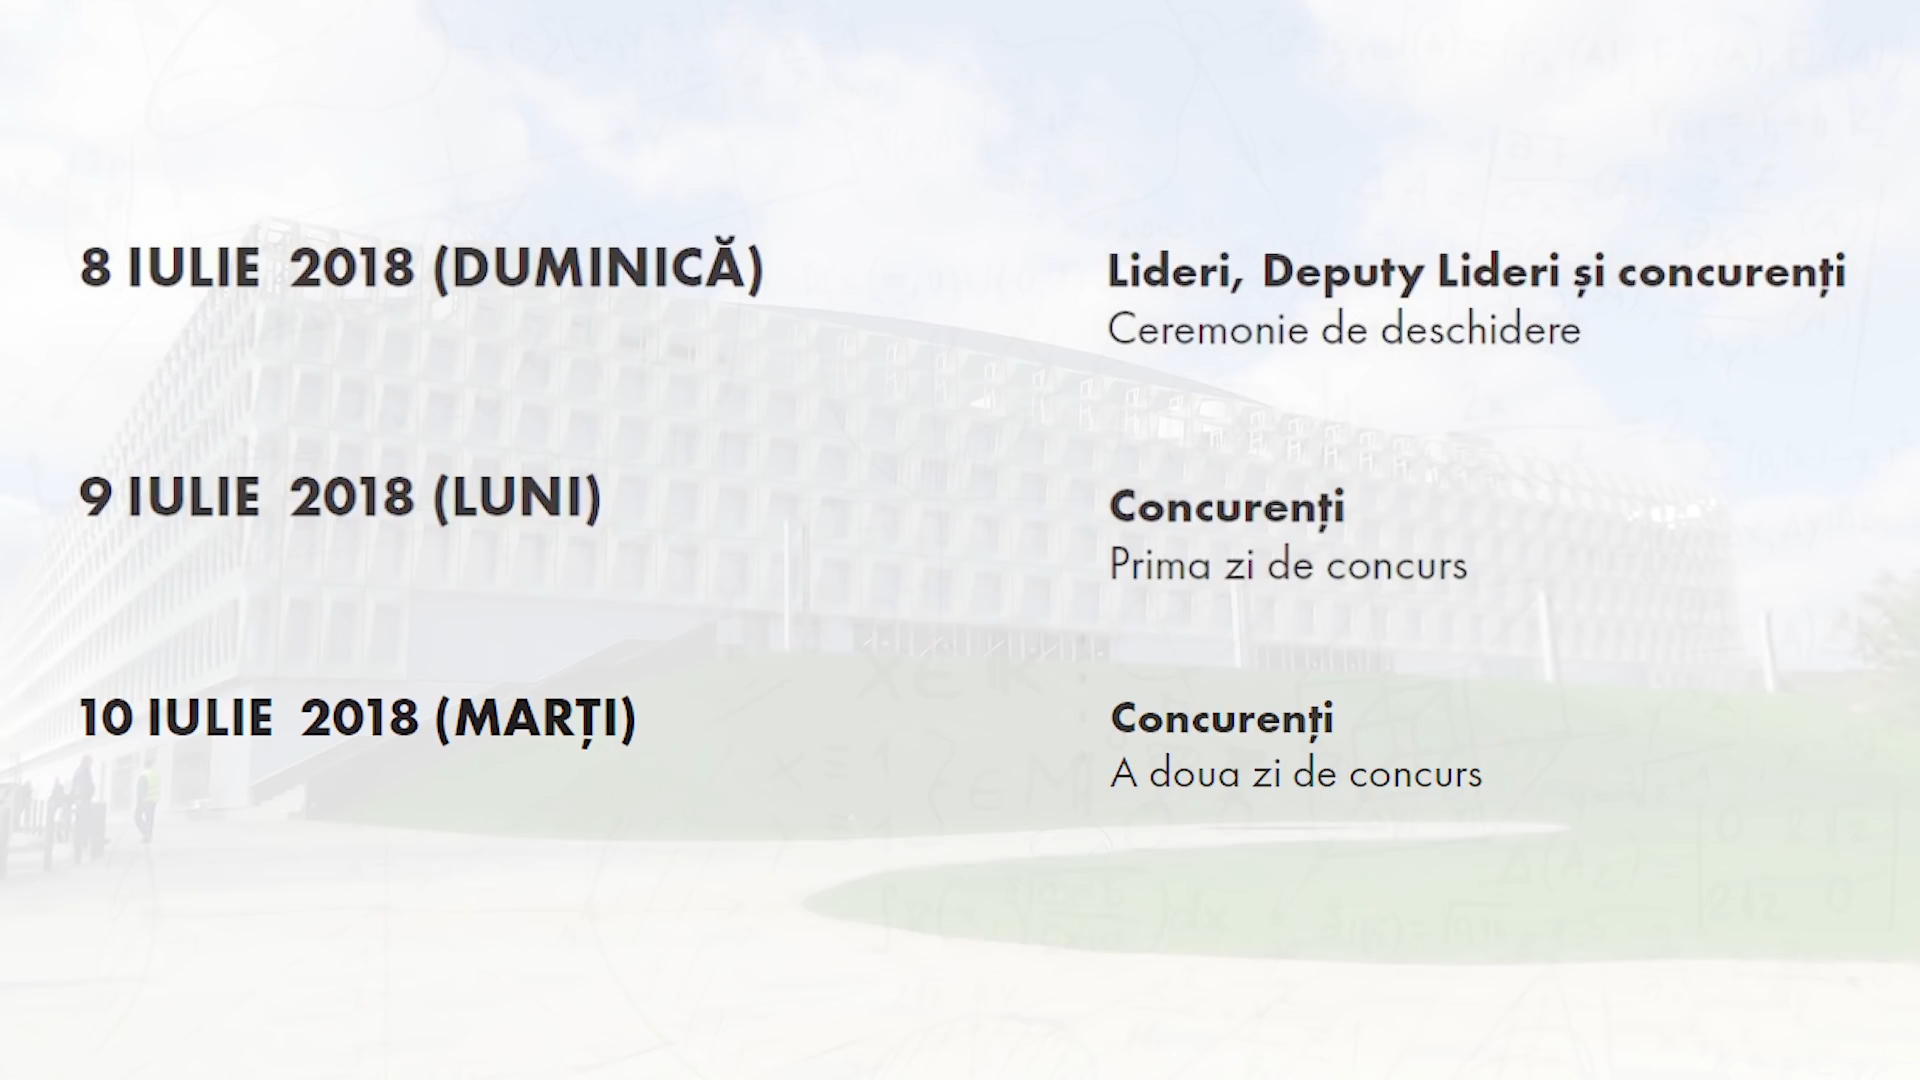 8 IULIE 2018 (DUMINICĂ)
Lideri, Deputy Lideri și concurenți
Ceremonie de deschidere
9 IULIE 2018 (LUNI)
Concurenți
Prima zi de concurs
10 IULIE 2018 (MARȚI)
Concurenți
A doua zi de concurs